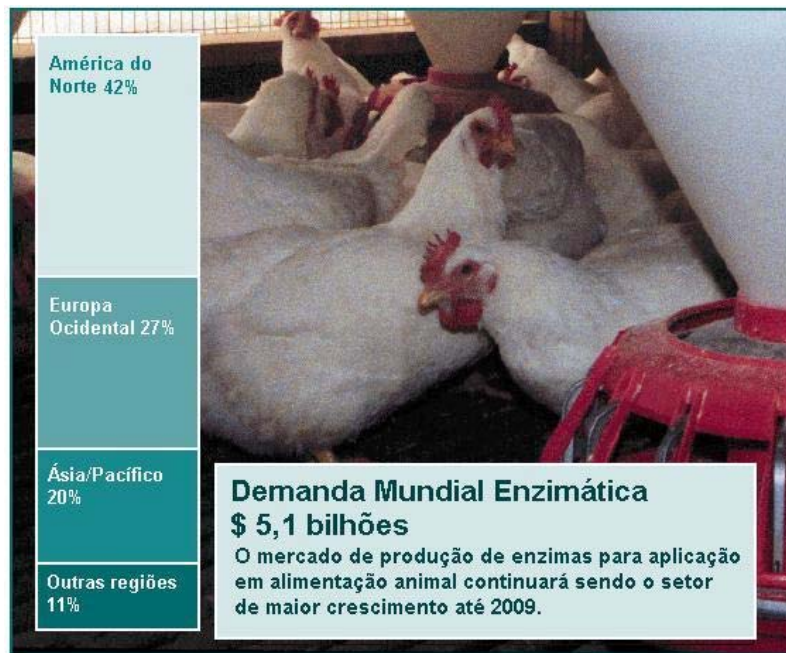 América do
Norte 42%
Europa
Ocidental 27%
Ásia/Pacífico
20%
Outras regiões
11%
Demanda Mundial Enzimática
$ 5,1 bilhões
O mercado de produção de enzimas para aplicação
em alimentação animal continuará sendo o setor
de maior crescimento até 2009.